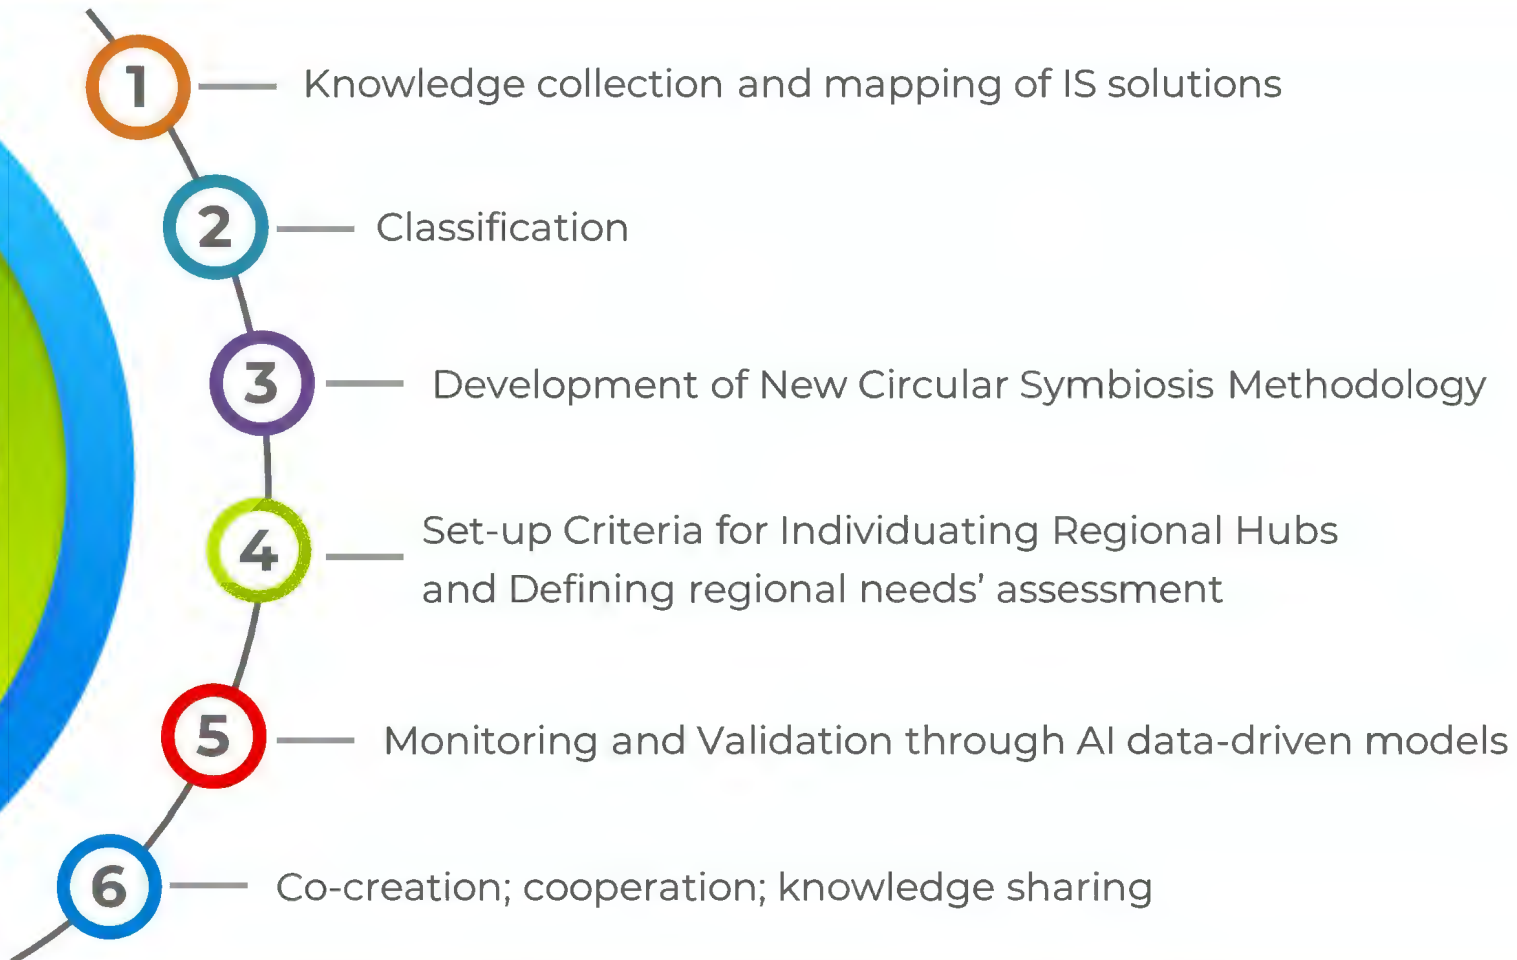 1 Knowledge collection and mapping of IS solutions
2 Classification
3 Development of New Circular Symbiosis Methodology
4 Set-up Criteria for Individuating Regional Hubs
and Defining regional needs’ assessment
5 Monitoring and Validation through AI data-driven models
6 Co-creation; cooperation; knowledge sharing